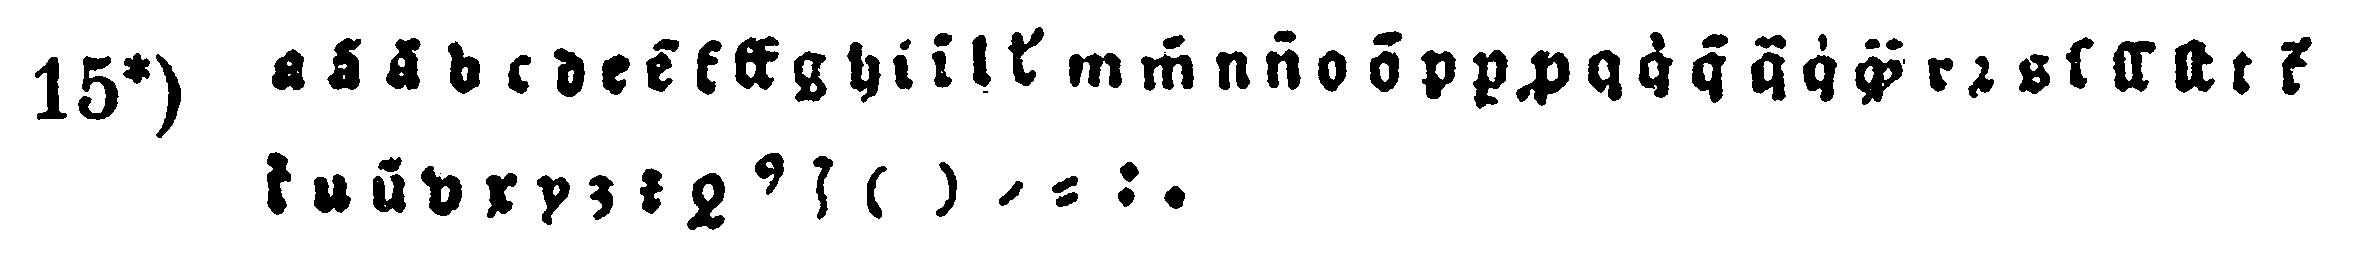 15*) a ā ã b c d e ē f ff g h i ī l ł m m̄ n n̄ o ō p ꝑ ꝓ q q̇ q̄ q̃ q̇ q̈ r ꝛ s ſ ſſ ſt t t̃
t̉ u ū v x y z ꝫ ꝯ ꝰ ⁊ ( ) ⸝ ⸗ : .